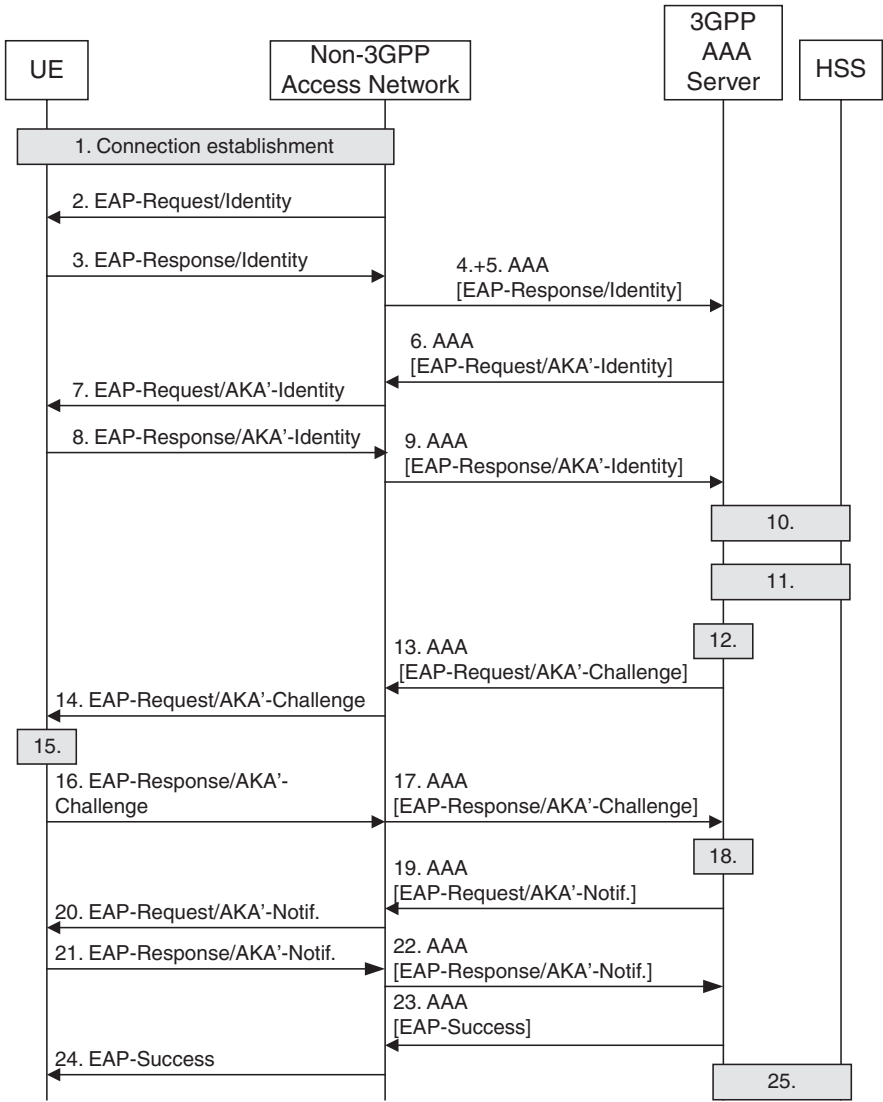 UE
Non-3GPP
Access Network
3GPP
AAA
Server
HSS
1. Connection establishment
2. EAP-Request/Identity
3. EAP-Response/Identity
4.+5. AAA
[EAP-Response/Identity]
6. AAA
[EAP-Request/AKA’-Identity]
7. EAP-Request/AKA’-Identity
8. EAP-Response/AKA’-Identity
9. AAA
[EAP-Response/AKA’-Identity]
10.
11.
12.
13. AAA
[EAP-Request/AKA’-Challenge]
14. EAP-Request/AKA’-Challenge
15.
16. EAP-Response/AKA’-
Challenge
17. AAA
[EAP-Response/AKA’-Challenge]
18.
19. AAA
[EAP-Request/AKA’-Notif.]
20. EAP-Request/AKA’-Notif.
21. EAP-Response/AKA’-Notif.
22. AAA
[EAP-Response/AKA’-Notif.]
23. AAA
[EAP-Success]
24. EAP-Success
25.